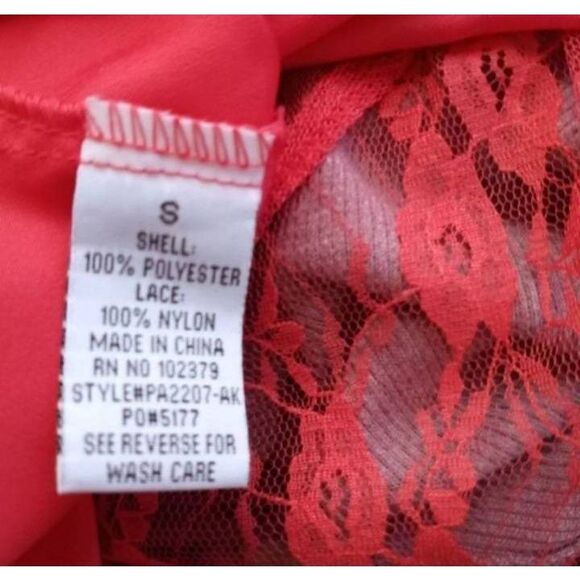 S
SHELL:
100% POLYESTER
LACE:
100% NYLON
MADE IN CHINA
RN NO 102379
STYLE#PA2207-AK
PO#5177
SEE REVERSE FOR
WASH CARE